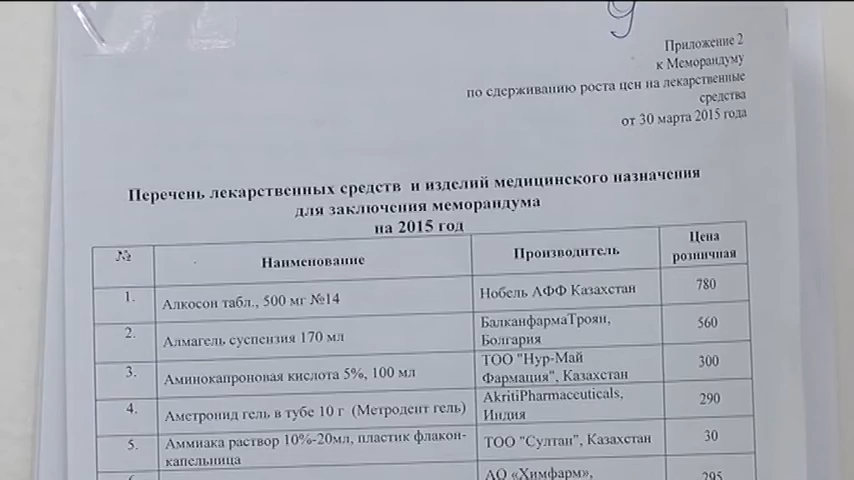 Приложение 2
к Меморандуму
по сдерживанию роста цен на лекарственные
средства
от 30 марта 2015 года
Перечень лекарственных средств и изделий медицинского назначения
для заключения меморандума
на 2015 год
№ Наименование Производитель Цена розничная
1. Алкосон табл., 500 мг №14 Нобель АФФ Казахстан 780
2. Алмагель суспензия 170 мл БалканфармаТроян, Болгария 560
3. Аминокапроновая кислота 5%, 100 мл ТОО "Нур-Май Фармация", Казахстан 300
4. Аметронид гель в тубе 10 г (Метродент гель) AkritiPharmaceuticals, Индия 290
5. Аммиака раствор 10%-20мл, пластик флакон-капельница ТОО "Султан", Казахстан 30
АО «Химфарм», 295